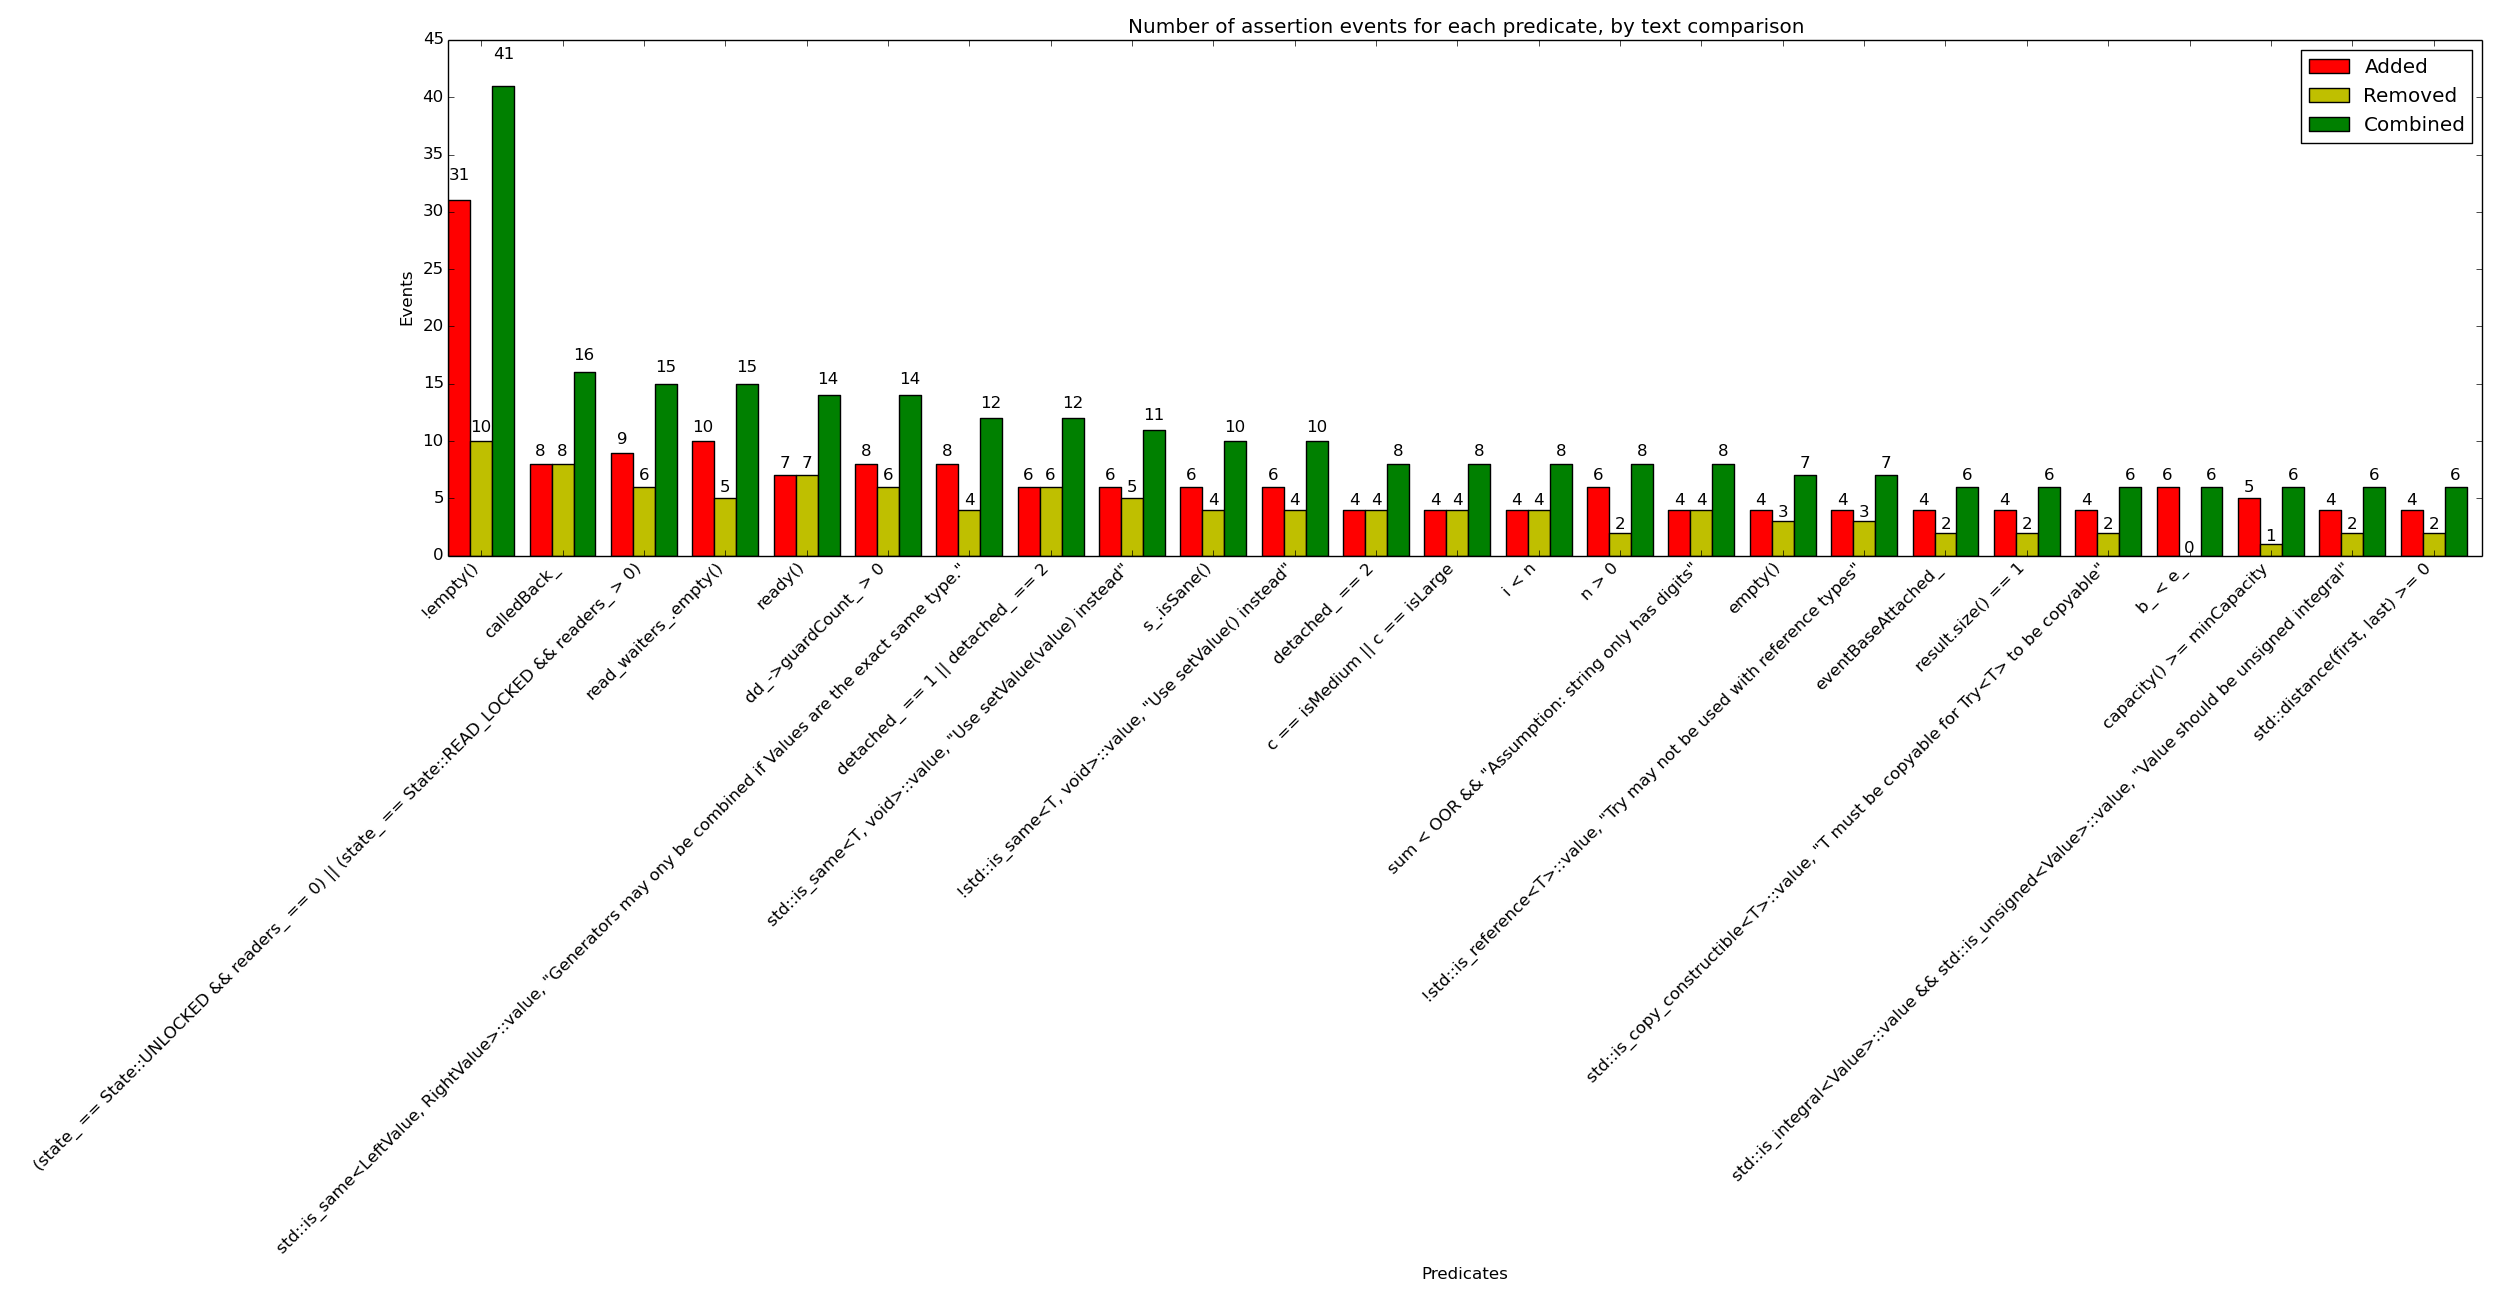 Number of assertion events for each predicate, by text comparison
Added
Removed
Combined
Events
45
40
35
30
25
20
15
10
5
0
31 10 41
8 8 16
9 6 15
10 5 15
7 7 14
8 6 14
8 4 12
6 6 12
6 5 11
6 4 10
6 4 10
4 4 8
4 4 8
4 4 8
6 2 8
4 4 8
4 3 7
4 3 7
4 2 6
4 2 6
4 2 6
6 0 6
5 1 6
4 2 6
4 2 6
!empty()
calledBack_
(state_ == State::UNLOCKED && readers_ == 0) || (state_ == State::READ_LOCKED && readers_ > 0)
read_waiters_.empty()
ready()
dd_->guardCount_ > 0
std::is_same<LeftValue, RightValue>::value, "Generators may ony be combined if Values are the exact same type."
detached_ == 1 || detached_ == 2
std::is_same<T, void>::value, "Use setValue(value) instead"
s_.isSane()
!std::is_same<T, void>::value, "Use setValue() instead"
detached_ == 2
c == isMedium || c == isLarge
i < n
n > 0
sum < OOR && "Assumption: string only has digits"
empty()
!std::is_reference<T>::value, "Try may not be used with reference types"
eventBaseAttached_
result.size() == 1
std::is_copy_constructible<T>::value, "T must be copyable for Try<T> to be copyable"
b_ < e_
capacity() >= minCapacity
std::is_integral<Value>::value && std::is_unsigned<Value>::value, "Value should be unsigned integral"
std::distance(first, last) >= 0
Predicates